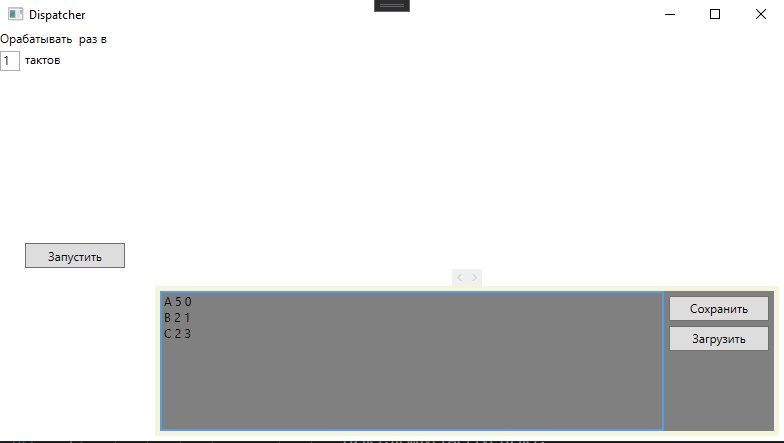 Dispatcher
Орабатывать раз в
1 тактов
Запустить
A 5 0
B 2 1
C 2 3
Сохранить
Загрузить